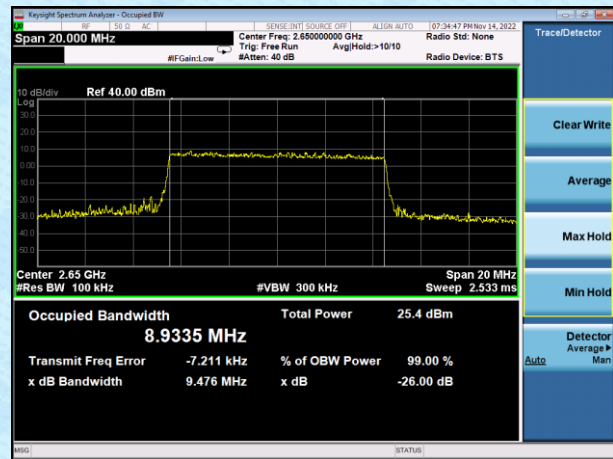 Keysight Spectrum Analyzer - Occupied BW
RF 50 Ω AC SENSE:INT SOURCE OFF ALIGN AUTO 07:34:47 PM Nov 14, 2022
Span 20.000 MHz
Center Freq: 2.650000000 GHz
Radio Std: None
Trace/Detector
Trig: Free Run Avg|Hold:>10/10
#IFGain:Low #Atten: 40 dB Radio Device: BTS
10 dB/div Ref 40.00 dBm
Log
30.0
20.0
10.0
0.00
-10.0
-20.0
-30.0
-40.0
-50.0
Clear Write
Average
Max Hold
Min Hold
Center 2.65 GHz Span 20 MHz
#Res BW 100 kHz #VBW 300 kHz Sweep 2.533 ms
Occupied Bandwidth Total Power 25.4 dBm
8.9335 MHz
Transmit Freq Error -7.211 kHz % of OBW Power 99.00 %
x dB Bandwidth 9.476 MHz x dB -26.00 dB
Detector
Average
Auto Man
MSG STATUS